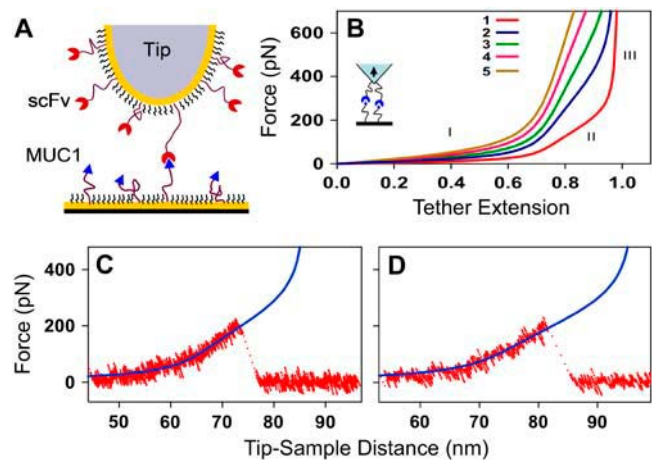 A
Tip
scFv
MUC1
B
Force (pN)
600
400
200
0
1
2
3
4
5
I
II
III
0.0 0.2 0.4 0.6 0.8 1.0
Tether Extension
C
D
Force (pN)
400
200
0
50 60 70 80 90
60 70 80 90
Tip-Sample Distance (nm)